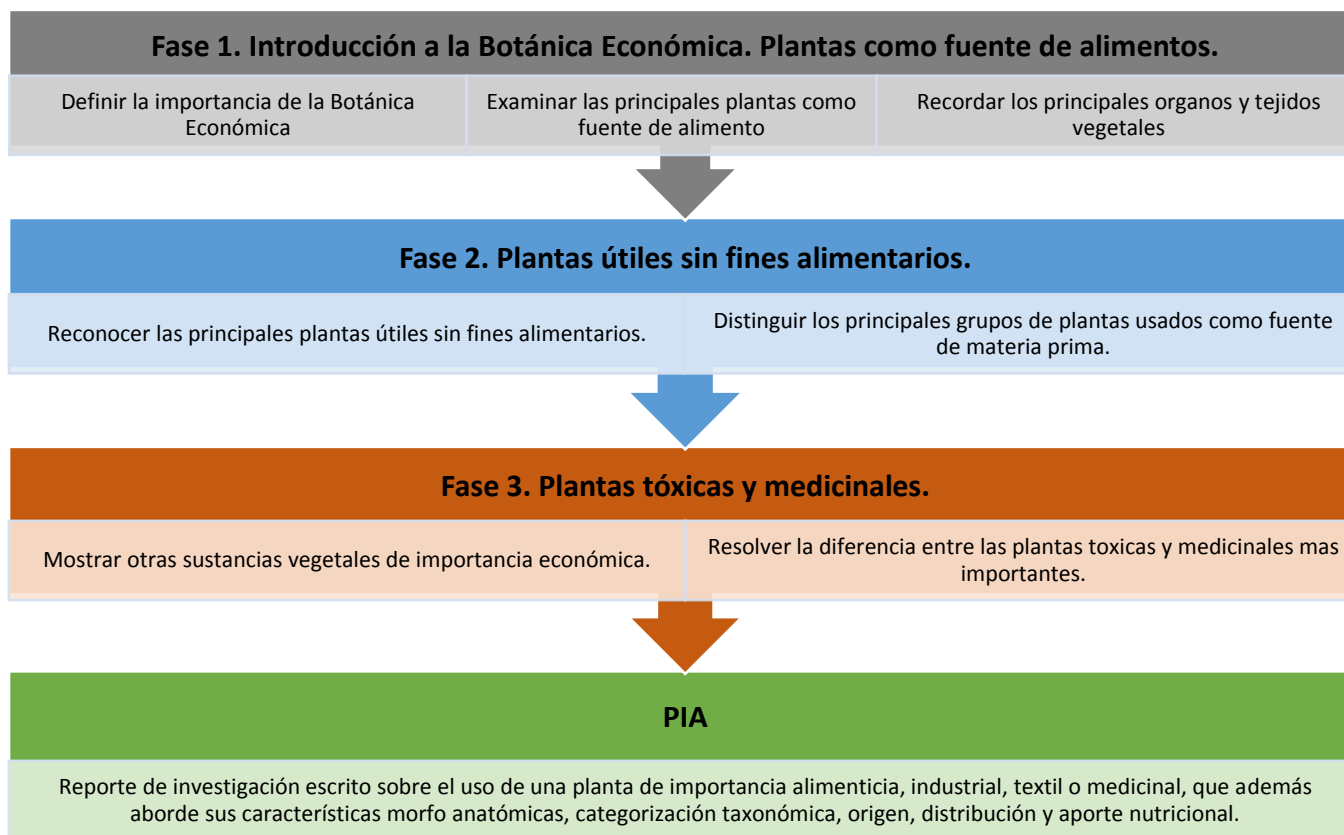 Fase 1. Introducción a la Botánica Económica. Plantas como fuente de alimentos.
Definir la importancia de la Botánica
Económica
Examinar las principales plantas como
fuente de alimento
Recordar los principales organos y tejidos
vegetales
Fase 2. Plantas útiles sin fines alimentarios.
Reconocer las principales plantas útiles sin fines alimentarios.
Distinguir los principales grupos de plantas usados como fuente
de materia prima.
Fase 3. Plantas tóxicas y medicinales.
Mostrar otras sustancias vegetales de importancia económica.
Resolver la diferencia entre las plantas toxicas y medicinales mas
importantes.
PIA
Reporte de investigación escrito sobre el uso de una planta de importancia alimenticia, industrial, textil o medicinal, que además
aborde sus características morfo anatómicas, categorización taxonómica, origen, distribución y aporte nutricional.